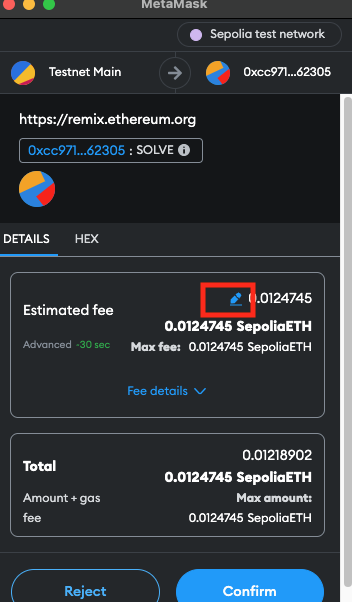 MetaMask
Sepolia test network
Testnet Main
0xcc971...62305
https://remix.ethereum.org
0xcc971...62305 : SOLVE
DETAILS
HEX
0.0124745
Estimated fee
0.0124745 SepoliaETH
Advanced -30 sec
Max fee: 0.0124745 SepoliaETH
Fee details
0.01218902
Total
0.0124745 SepoliaETH
Amount + gas fee
Max amount:
0.0124745 SepoliaETH
Reject
Confirm